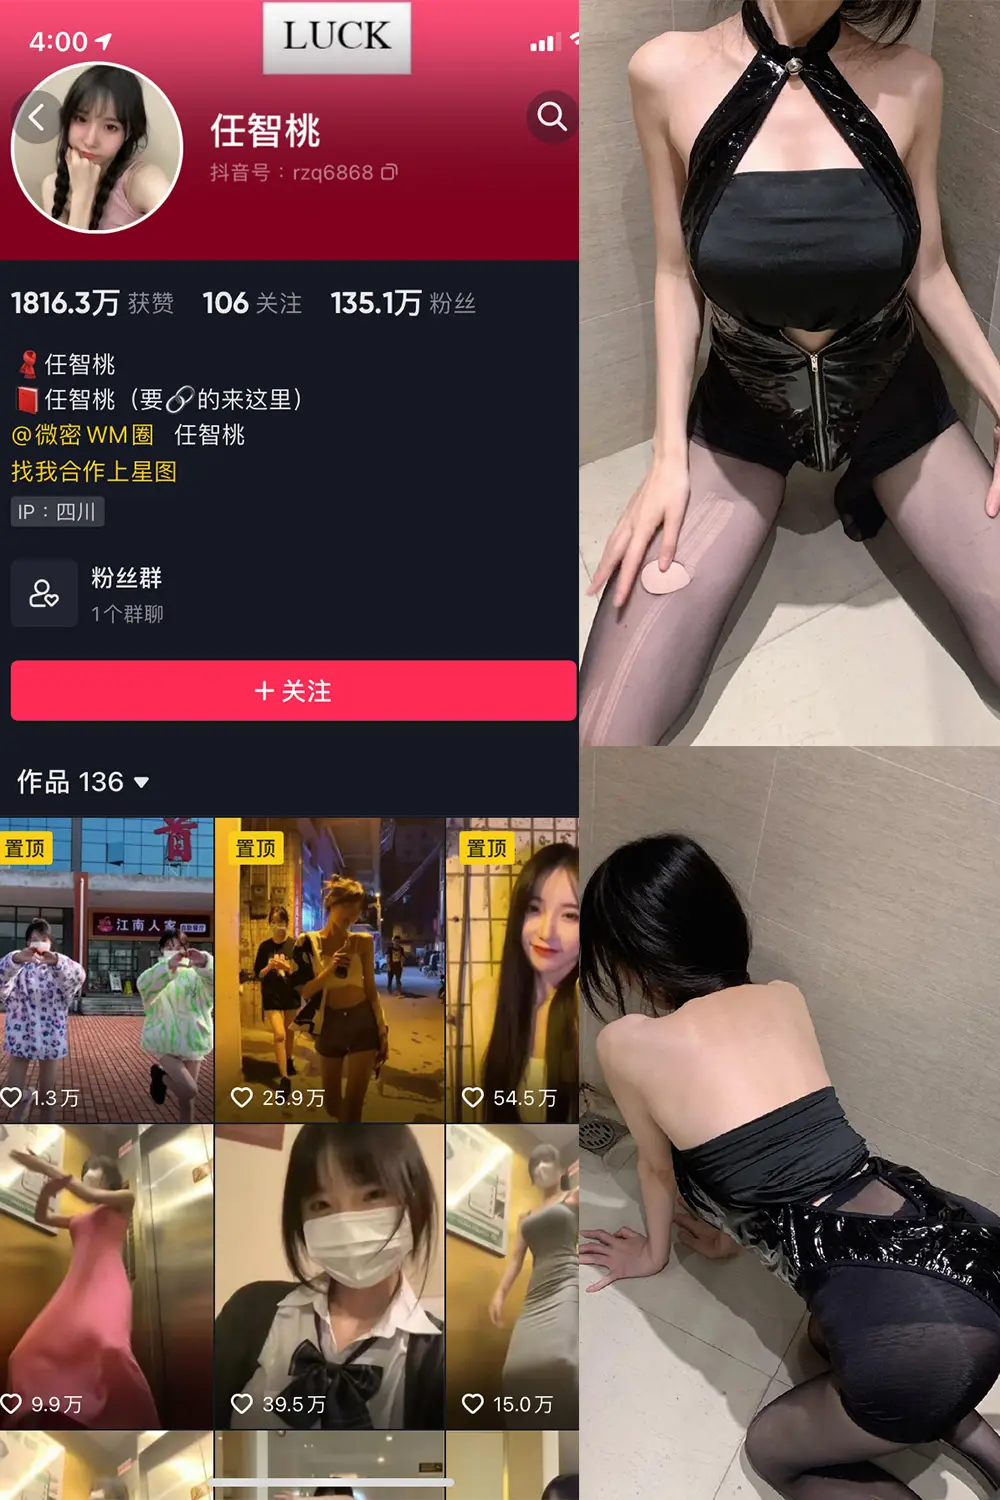 4:00
LUCK
任智桃
抖音号：rzq6868
1816.3万 获赞 106 关注 135.1万 粉丝
任智桃
任智桃（要🔗的来这里）
@微密WM圈 任智桃
找我合作上星图
IP：四川
粉丝群
1个群聊
+ 关注
作品 136
置顶
置顶
置顶
江南人家
1.3万
25.9万
54.5万
9.9万
39.5万
15.0万